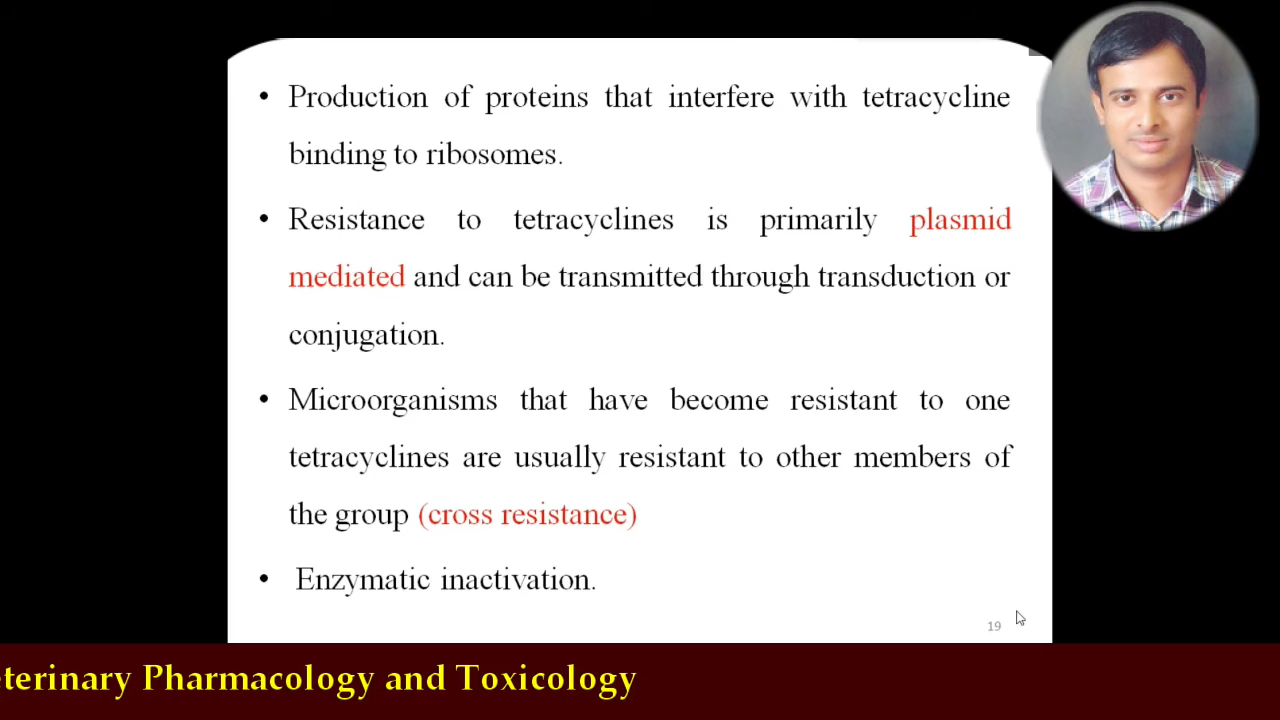 • Production of proteins that interfere with tetracycline
binding to ribosomes.
• Resistance to tetracyclines is primarily plasmid
mediated and can be transmitted through transduction or
conjugation.
• Microorganisms that have become resistant to one
tetracyclines are usually resistant to other members of
the group (cross resistance)
• Enzymatic inactivation.
19
eterinary Pharmacology and Toxicology